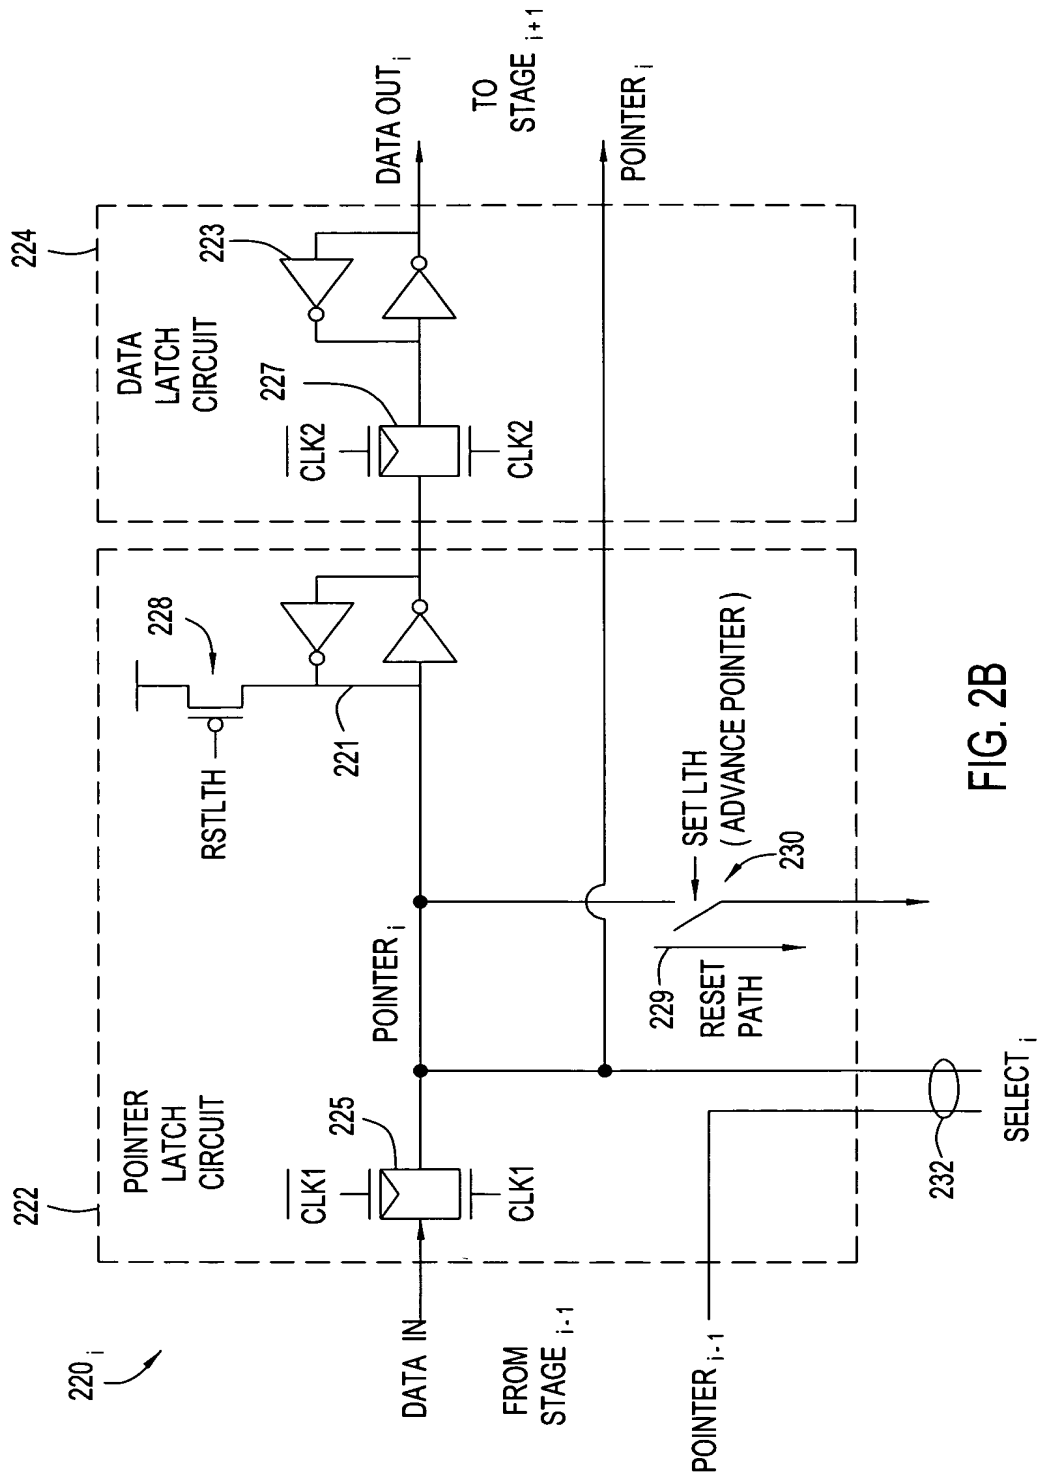 220 i
222
POINTER
LATCH
CIRCUIT
224
DATA
LATCH
CIRCUIT
228
RSTLTH
221
223
227
CLK2
CLK2
225
CLK1
CLK1
DATA IN
FROM
STAGE i-1
POINTER i-1
POINTER i
DATA OUT i
TO
STAGE i+1
POINTER i
SET LTH
( ADVANCE POINTER )
230
229
RESET
PATH
232
SELECT i
FIG. 2B